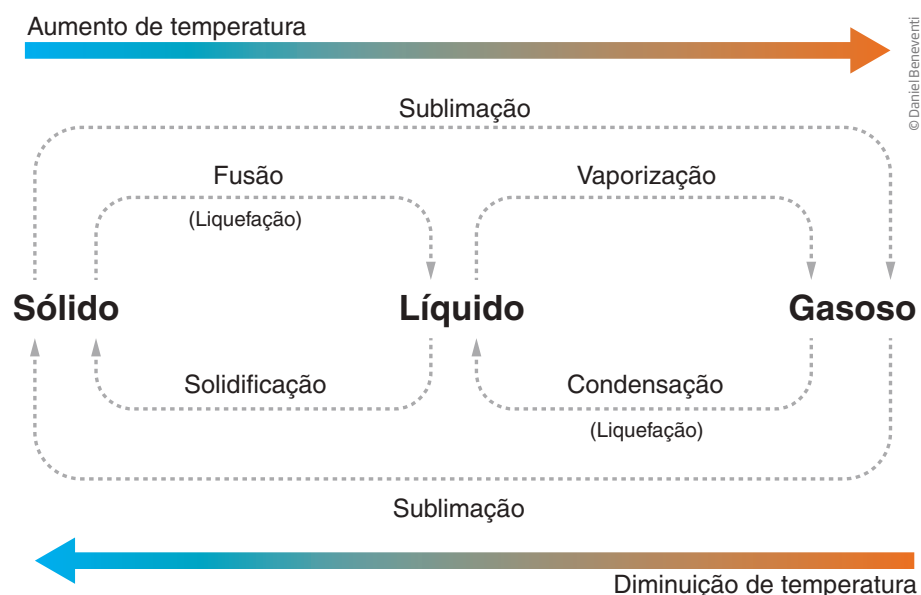 Aumento de temperatura
© Daniel Beneventi
Sublimação
Fusão
(Liquefação)
Vaporização
Sólido
Líquido
Gasoso
Solidificação
Condensação
(Liquefação)
Sublimação
Diminuição de temperatura